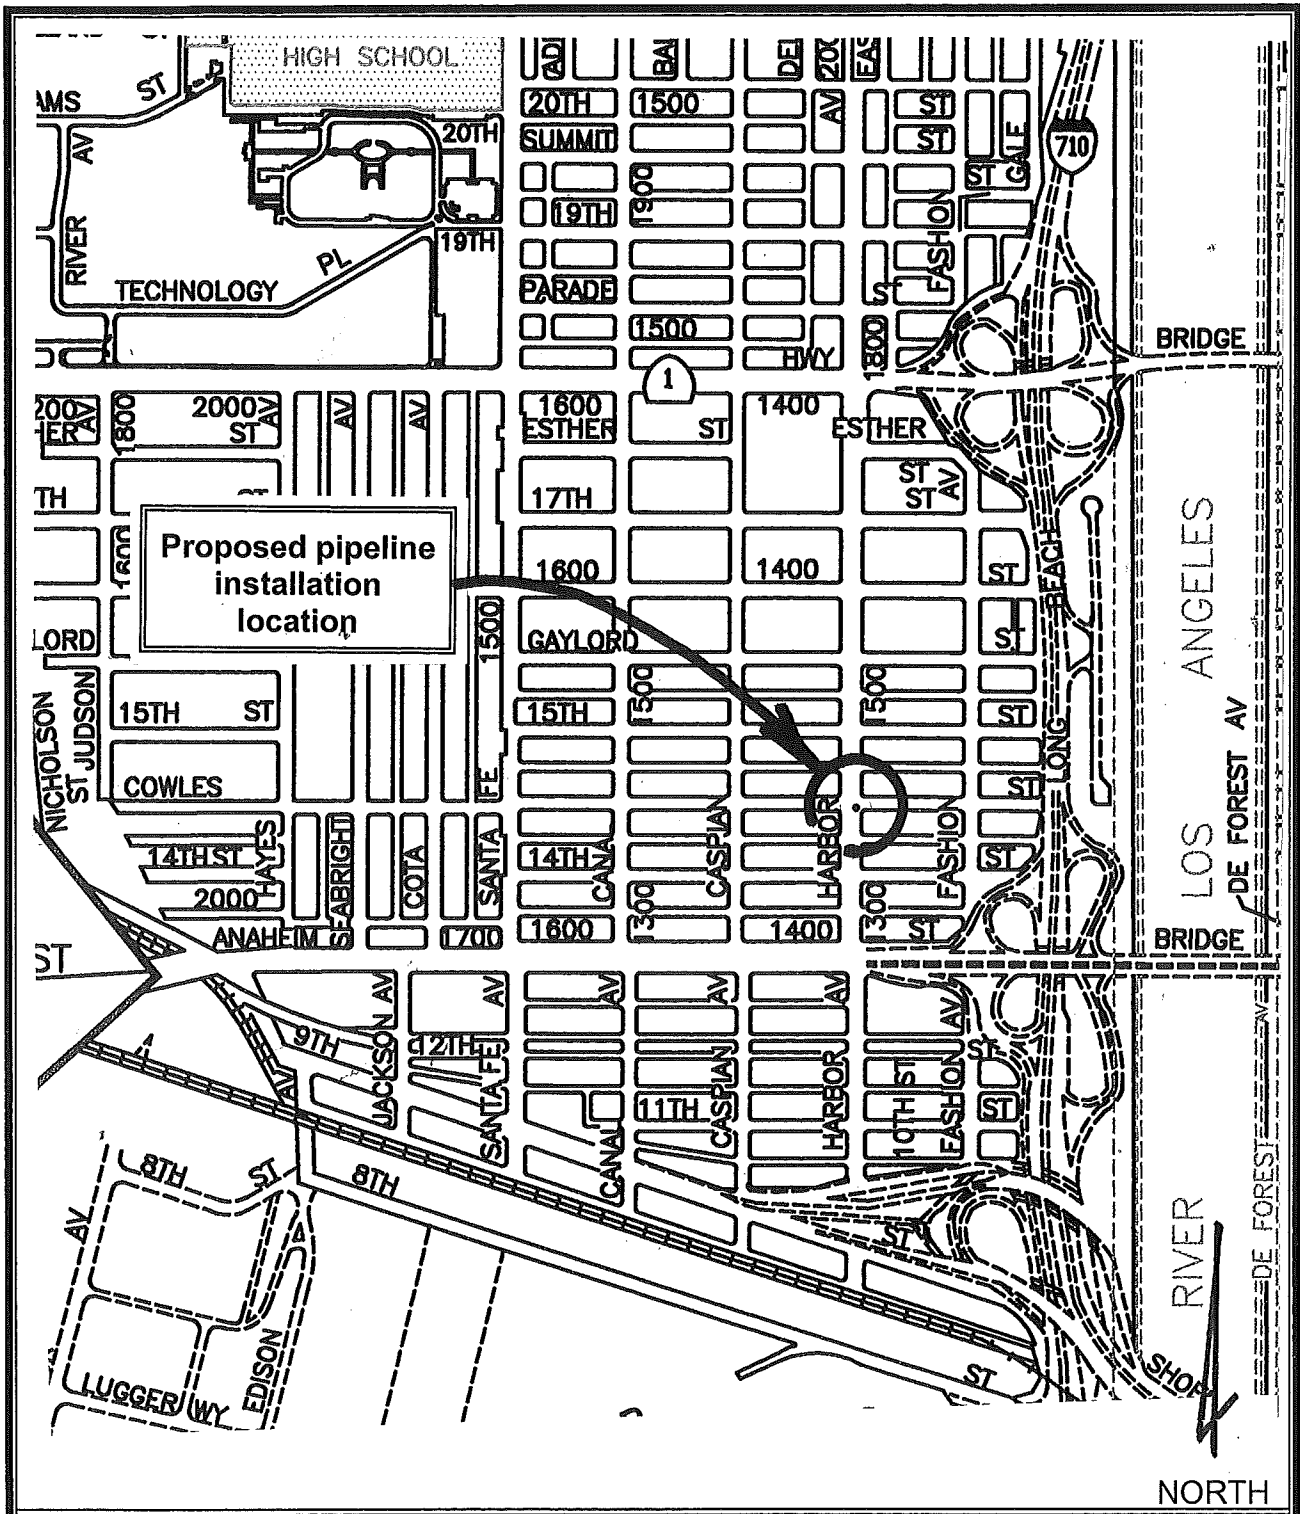 HIGH SCHOOL
ST
AMS
AV
RIVER
TECHNOLOGY
PL
20TH
19TH
20TH
1500
ST
SUMMIT
ST
AV
GALE
710
ST
1900
19TH
FASHION
PARADE
ST
1500
HWY
1800
BRIDGE
1
AV
1800
2000
ST
AV
AV
AV
1600
ESTHER
ST
1400
ESTHER
TH
17TH
ST
ST
AV
Proposed pipeline
installation
location
1600
1600
1400
ST
BEACH
LORD
1500
GAYLORD
ST
LOS ANGELES
RIVER
NICHOLSON
ST
JUDSON
15TH
ST
15TH
1500
1500
ST
LONG
DE FOREST AV
COWLES
FE
ST
14TH ST
HAYES
SEABRIGHT
COTA
SANTA
14TH
CANAL
CASPIAN
HARBOR
FASHION
ST
2000
1300
1300
ANAHEIM
1700
1600
1400
ST
BRIDGE
ST
AV
AV
AV
AV
AV
AV
9TH
JACKSON
12TH
SANTA FE
CANAL
11TH
CASPIAN
HARBOR
10TH ST
FASHION
ST
ST
AV
AV
DE FOREST
8TH
ST
8TH
AV
ST
EDISON
LUGGER WY
ST
SHOR
NORTH